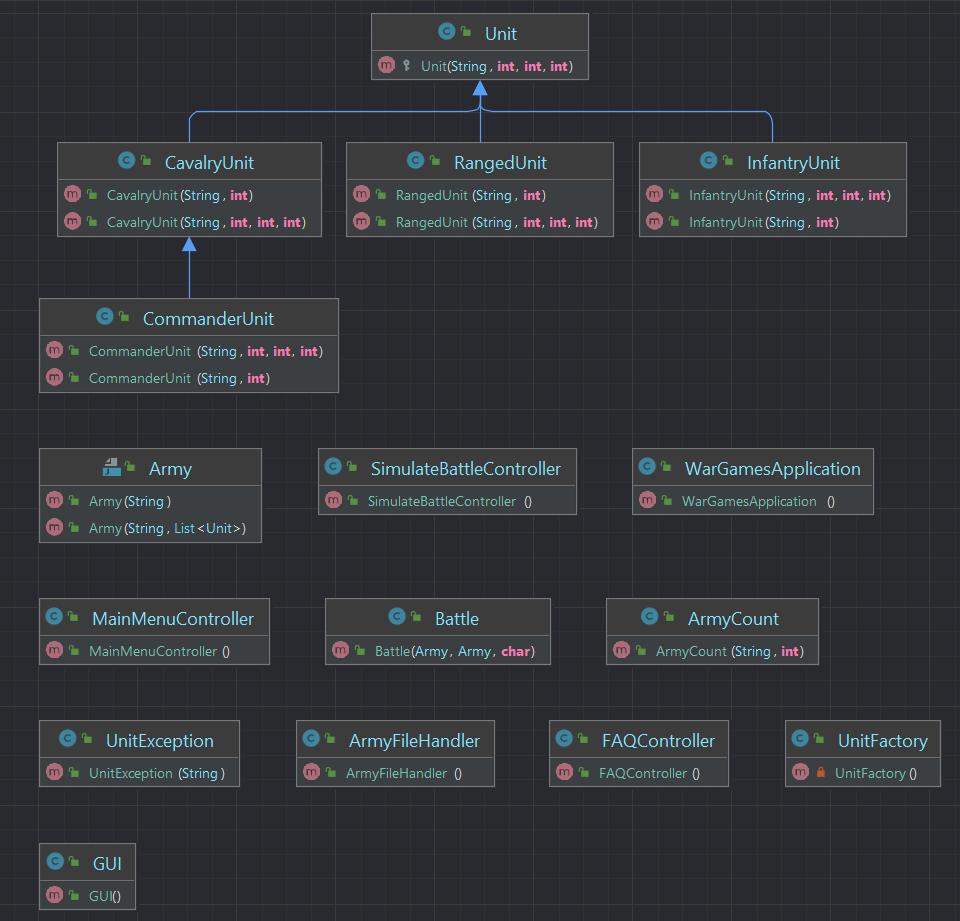 Unit
Unit(String, int, int, int)
CavalryUnit
CavalryUnit(String, int)
CavalryUnit(String, int, int, int)
RangedUnit
RangedUnit (String, int)
RangedUnit (String, int, int, int)
InfantryUnit
InfantryUnit(String, int, int, int)
InfantryUnit(String, int)
CommanderUnit
CommanderUnit (String, int, int, int)
CommanderUnit (String, int)
Army
Army(String)
Army(String, List<Unit>)
SimulateBattleController
SimulateBattleController ()
WarGamesApplication
WarGamesApplication ()
MainMenuController
MainMenuController ()
Battle
Battle(Army, Army, char)
ArmyCount
ArmyCount (String, int)
UnitException
UnitException (String)
ArmyFileHandler
ArmyFileHandler ()
FAQController
FAQController ()
UnitFactory
UnitFactory ()
GUI
GUI()